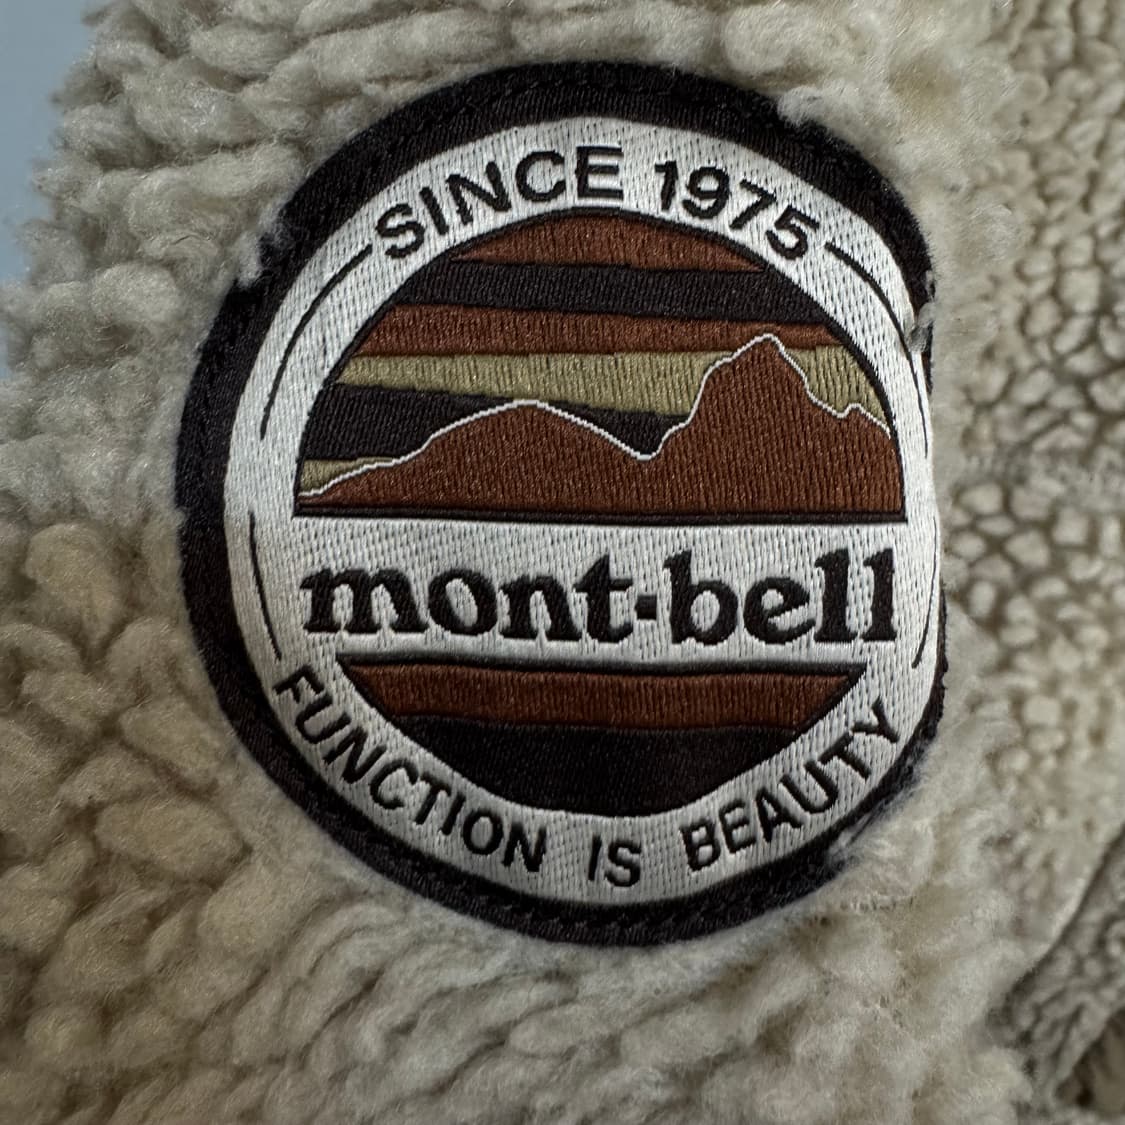 SINCE 1975
mont·bell
FUNCTION IS BEAUTY